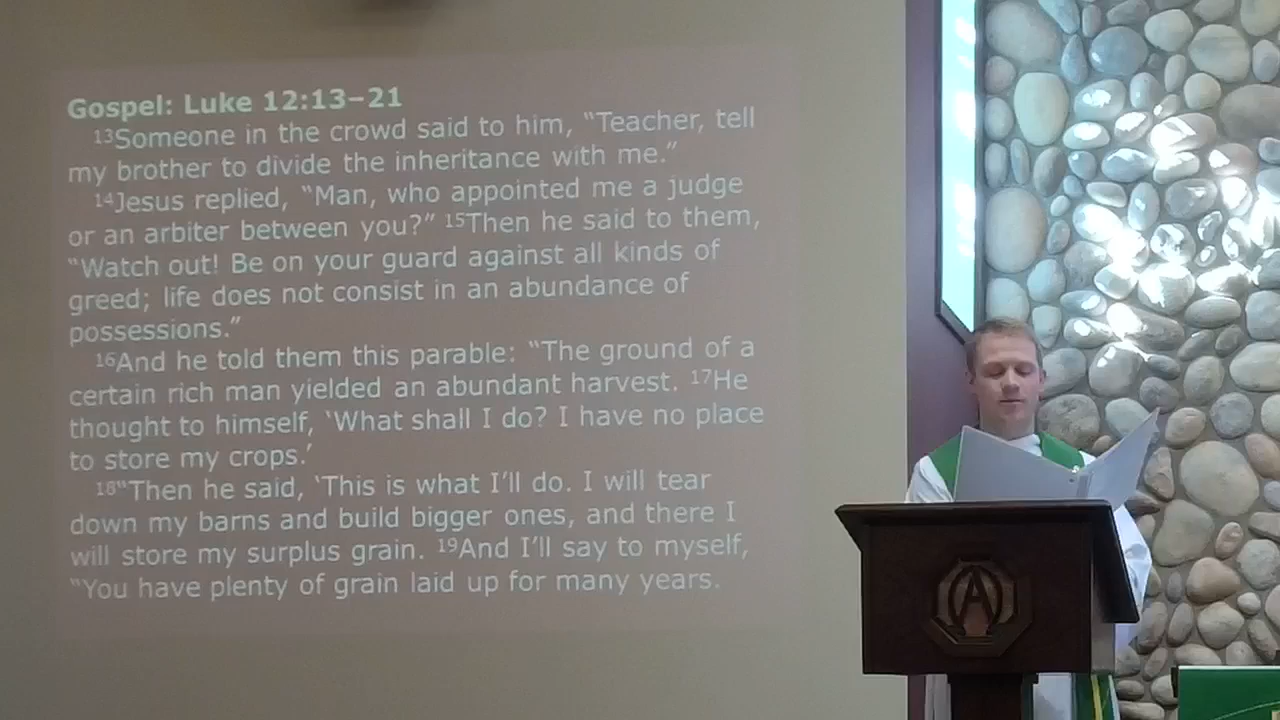 Gospel: Luke 12:13–21
13Someone in the crowd said to him, “Teacher, tell
my brother to divide the inheritance with me.”
14Jesus replied, “Man, who appointed me a judge
or an arbiter between you?” 15Then he said to them,
“Watch out! Be on your guard against all kinds of
greed; life does not consist in an abundance of
possessions.”
16And he told them this parable: “The ground of a
certain rich man yielded an abundant harvest. 17He
thought to himself, ‘What shall I do? I have no place
to store my crops.’
18“Then he said, ‘This is what I’ll do. I will tear
down my barns and build bigger ones, and there I
will store my surplus grain. 19And I’ll say to myself,
“You have plenty of grain laid up for many years.